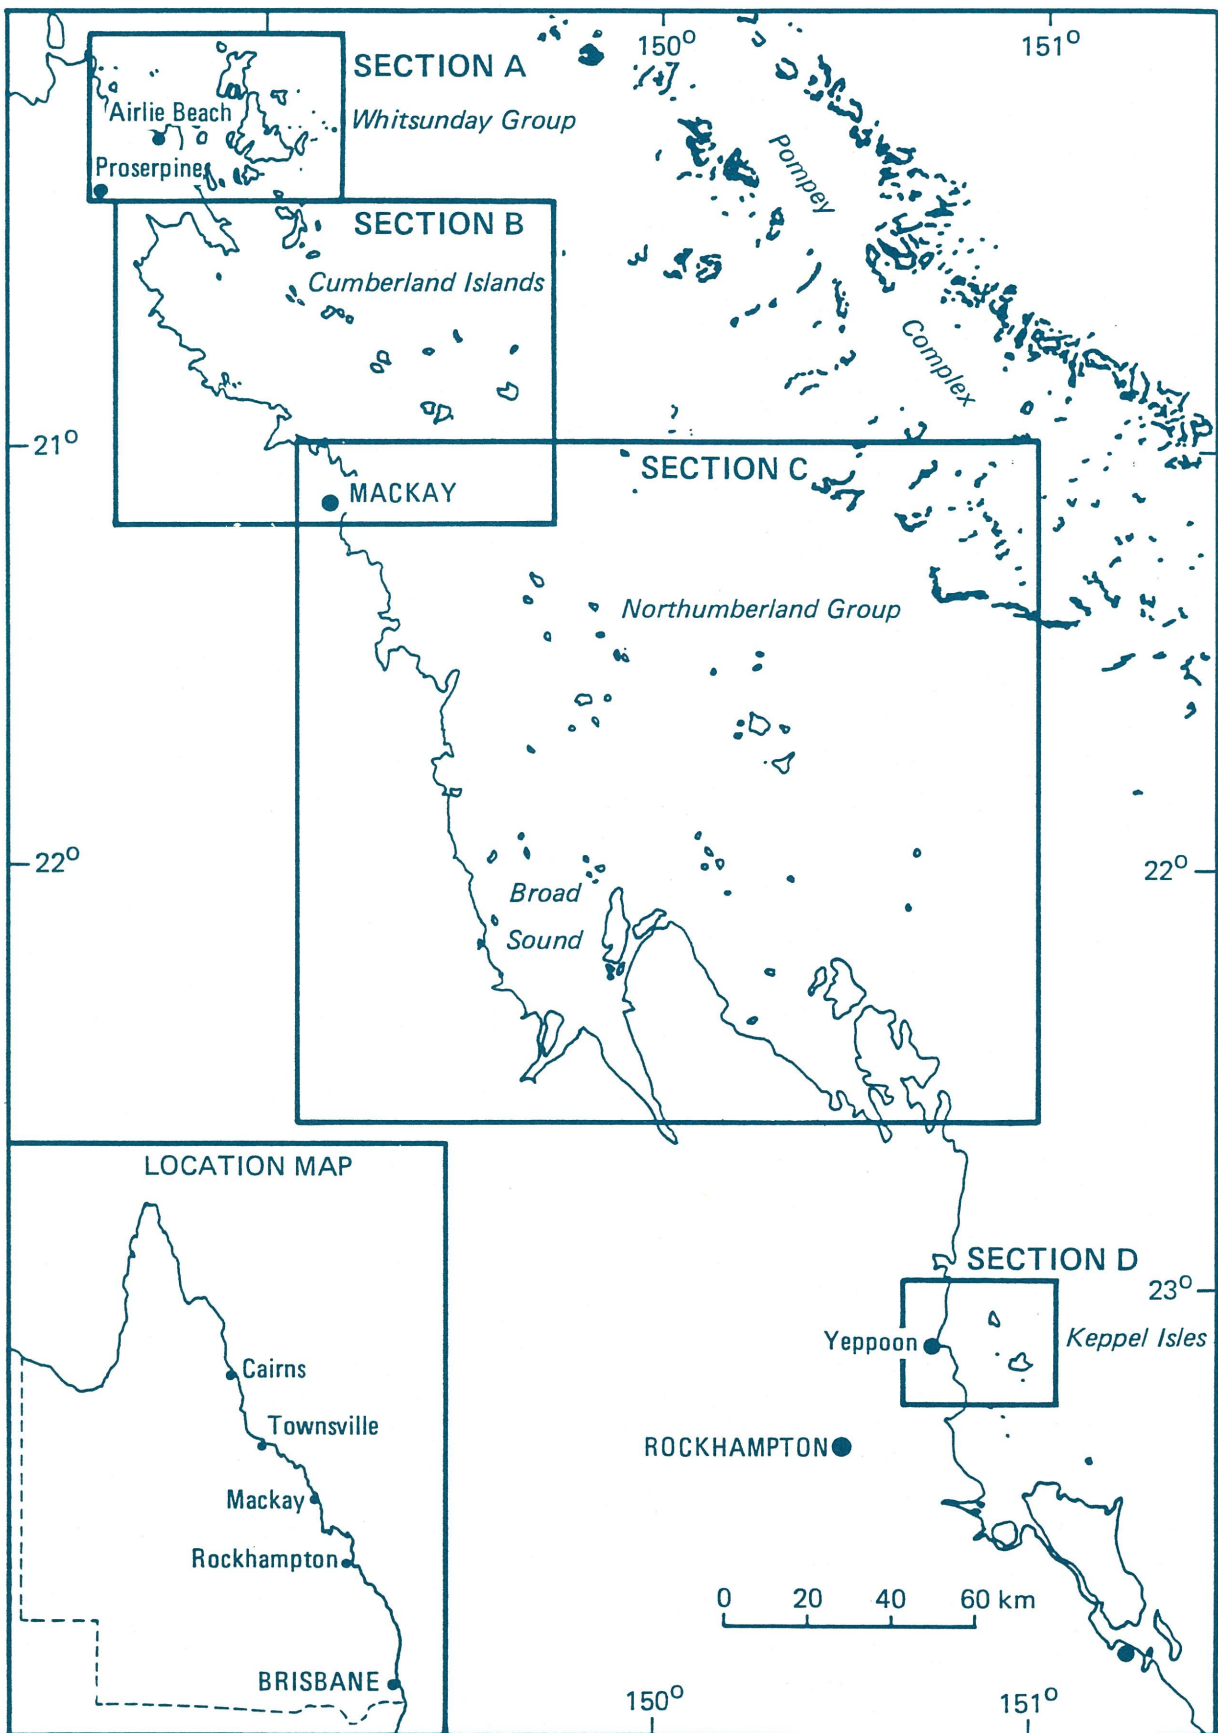 150°
151°
SECTION A
Whitsunday Group
Airlie Beach
Proserpine
Pompey
Complex
SECTION B
Cumberland Islands
21°
MACKAY
SECTION C
Northumberland Group
22°
22°
Broad
Sound
LOCATION MAP
Cairns
Townsville
Mackay
Rockhampton
BRISBANE
SECTION D
23°
Yeppoon
Keppel Isles
ROCKHAMPTON
0 20 40 60 km
150°
151°